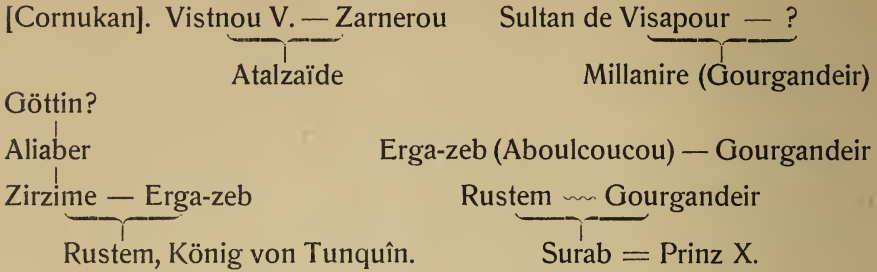 [Cornukan]. Vistnou V. — Zarnerou Sultan de Visapour — ?
Atalzaïde Millanire (Gourgandeir)
Göttin?
Aliaber Erga-zeb (Aboulcoucou) — Gourgandeir
Zirzime — Erga-zeb Rustem ﹏ Gourgandeir
Rustem, König von Tunquîn. Surab = Prinz X.